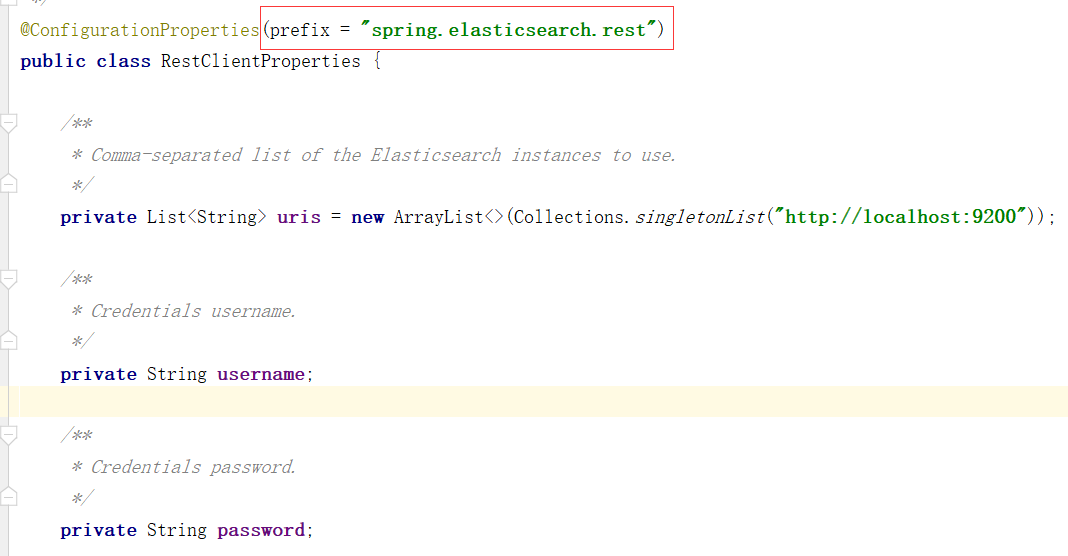 */
@ConfigurationProperties(prefix = "spring.elasticsearch.rest")
public class RestClientProperties {
/**
* Comma-separated list of the Elasticsearch instances to use.
*/
private List<String> uris = new ArrayList<>(Collections.singletonList("http://localhost:9200"));
/**
* Credentials username.
*/
private String username;
/**
* Credentials password.
*/
private String password;